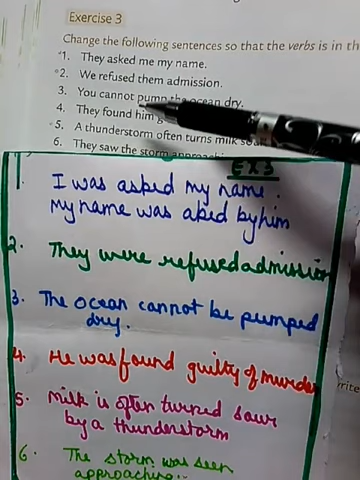 Exercise 3
Change the following sentences so that the verbs is in th
*1. They asked me my name.
*2. We refused them admission.
3. You cannot pump the ocean dry.
4. They found him g
*5. A thunderstorm often turns milk sour
6. They saw the storm approachi
EX 3
1. I was asked my name.
my name was aked by him
2. They were refused admission
3. The ocean cannot be pumped
dry.
4. He was found guilty of murder
5. Milk is often turned sour
by a thunderstorm
6. The storm was seen
approaching..
rite